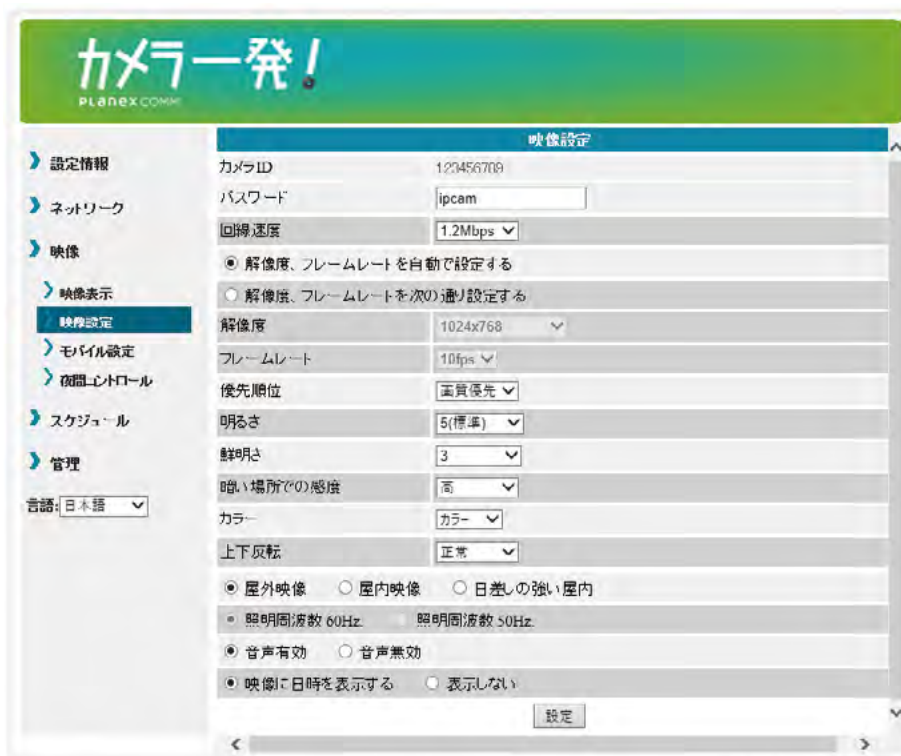 カメラ一発!
PLANEX COMM
設定情報
ネットワーク
映像
映像表示
映像設定
モバイル設定
夜間コントロール
スケジュール
管理
言語: 日本語
映像設定
カメラID 123456789
パスワード ipcam
回線速度 1.2Mbps
解像度、フレームレートを自動で設定する
解像度、フレームレートを次の通り設定する
解像度 1024x768
フレームレート 10fps
優先順位 画質優先
明るさ 5(標準)
鮮明さ 3
暗い場所での感度 高
カラー カラー
上下反転 正常
屋外映像 屋内映像 日差しの強い屋内
照明周波数 60Hz 照明周波数 50Hz
音声有効 音声無効
映像に日時を表示する 表示しない
設定